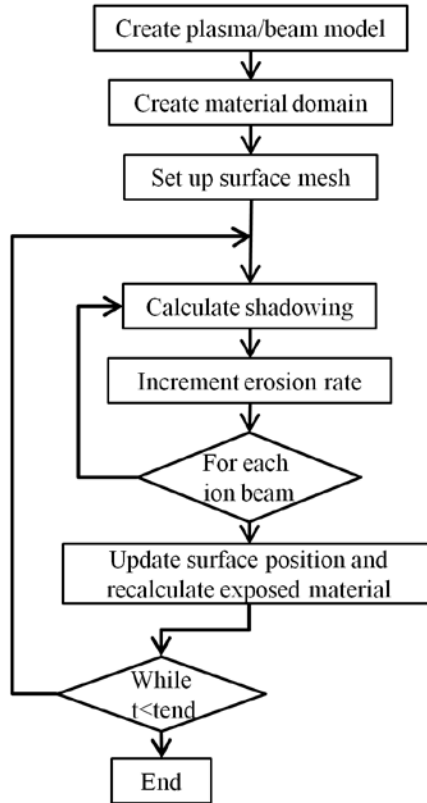 Create plasma/beam model
Create material domain
Set up surface mesh
Calculate shadowing
Increment erosion rate
For each
ion beam
Update surface position and
recalculate exposed material
While
t<tend
End